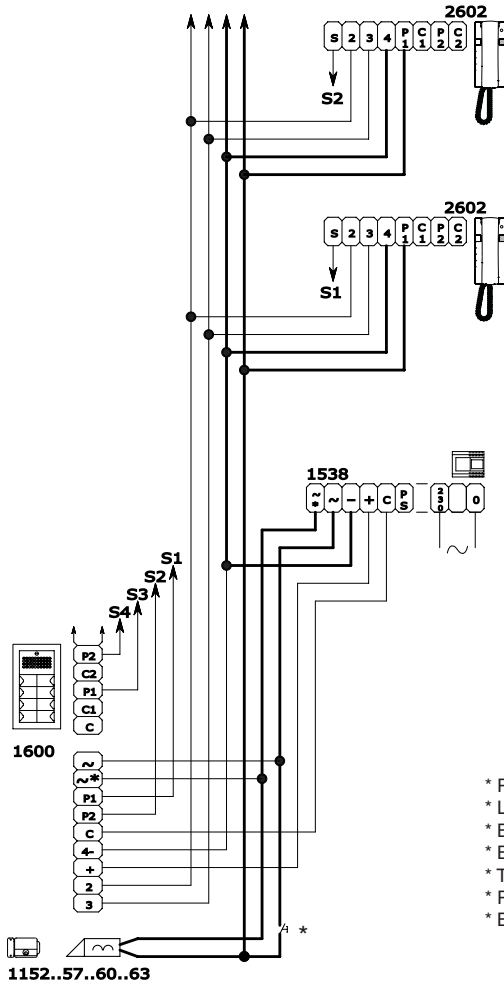 2602
S 2 3 4 P1 C1 P2 C2
S2
2602
S 2 3 4 P1 C1 P2 C2
S1
1538
~* ~ − + C PS 230 0
~
S1
S2
S3
S4
P2
C2
P1
C1
C
1600
~
~*
P1
P2
C
4-
+
2
3
*
1152..57..60..63
* F
* L
* E
* E
* T
* F
* E